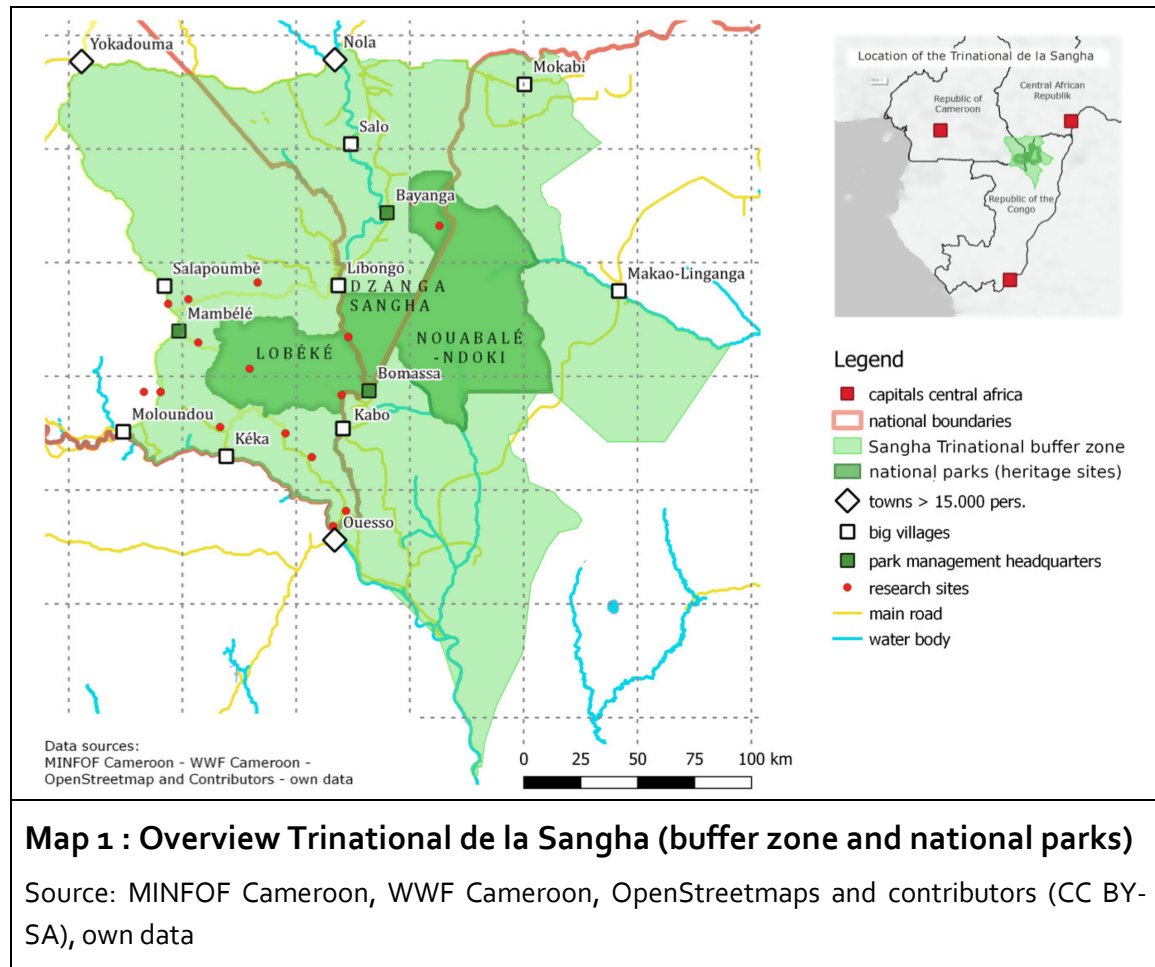 Yokadouma
Nola
Mokabi
Salo
Bayanga
Salapoumbé
Libongo
DZANGA
SANGHA
Makao-Linganga
Mambélé
LOBÉKÉ
NOUABALÉ
-NDOKI
Bomassa
Moloundou
Kabo
Kéka
Ouesso
Data sources:
MINFOF Cameroon - WWF Cameroon -
OpenStreetmap and Contributors - own data
0 25 50 75 100 km
Location of the Trinational de la Sangha
Central African
Republik
Republic of
Cameroon
Republic of the
Congo
Legend
capitals central africa
national boundaries
Sangha Trinational buffer zone
national parks (heritage sites)
towns > 15.000 pers.
big villages
park management headquarters
research sites
main road
water body
Map 1 : Overview Trinational de la Sangha (buffer zone and national parks)
Source: MINFOF Cameroon, WWF Cameroon, OpenStreetmaps and contributors (CC BY-
SA), own data